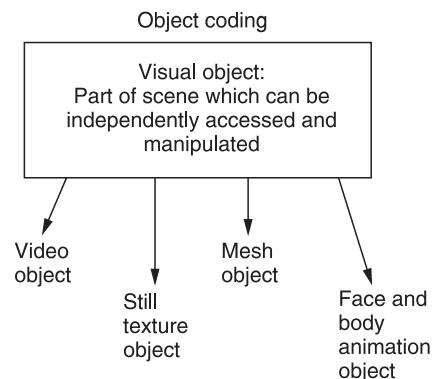 Object coding
Visual object:
Part of scene which can be
independently accessed and
manipulated
Video
object
Still
texture
object
Mesh
object
Face and
body
animation
object